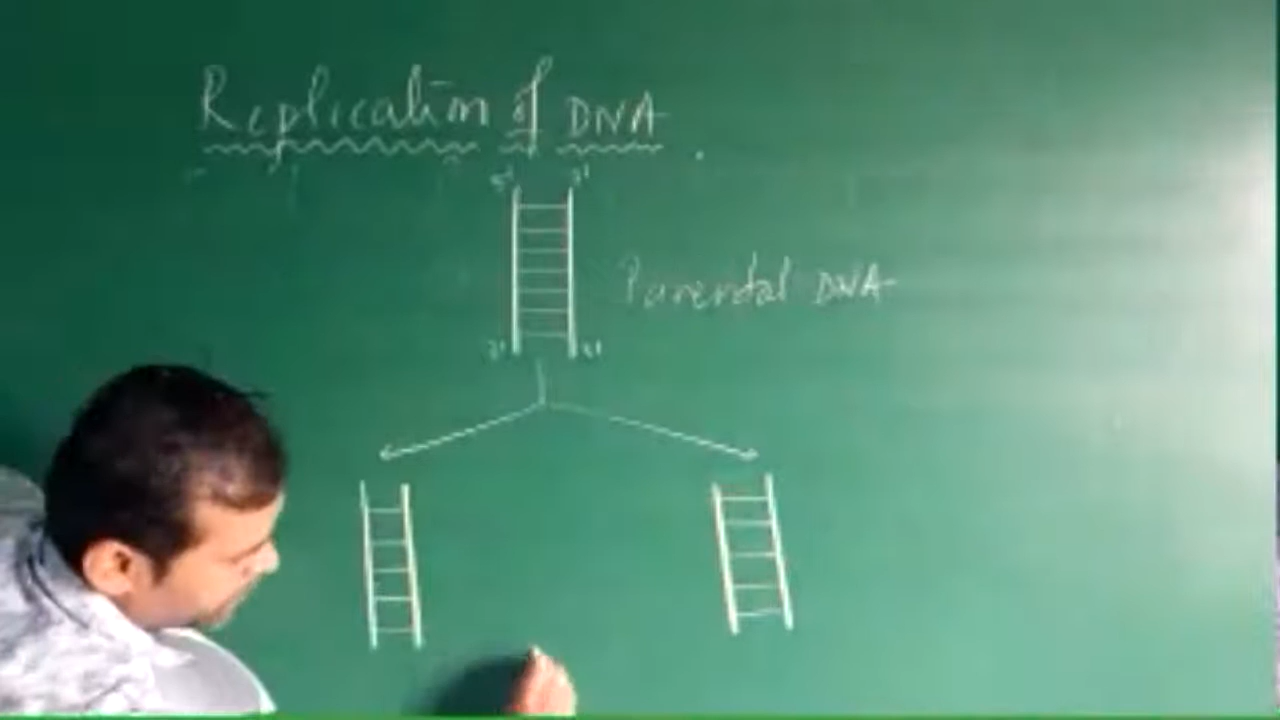 Replication of DNA
5' 3'
Parental DNA
3' 5'